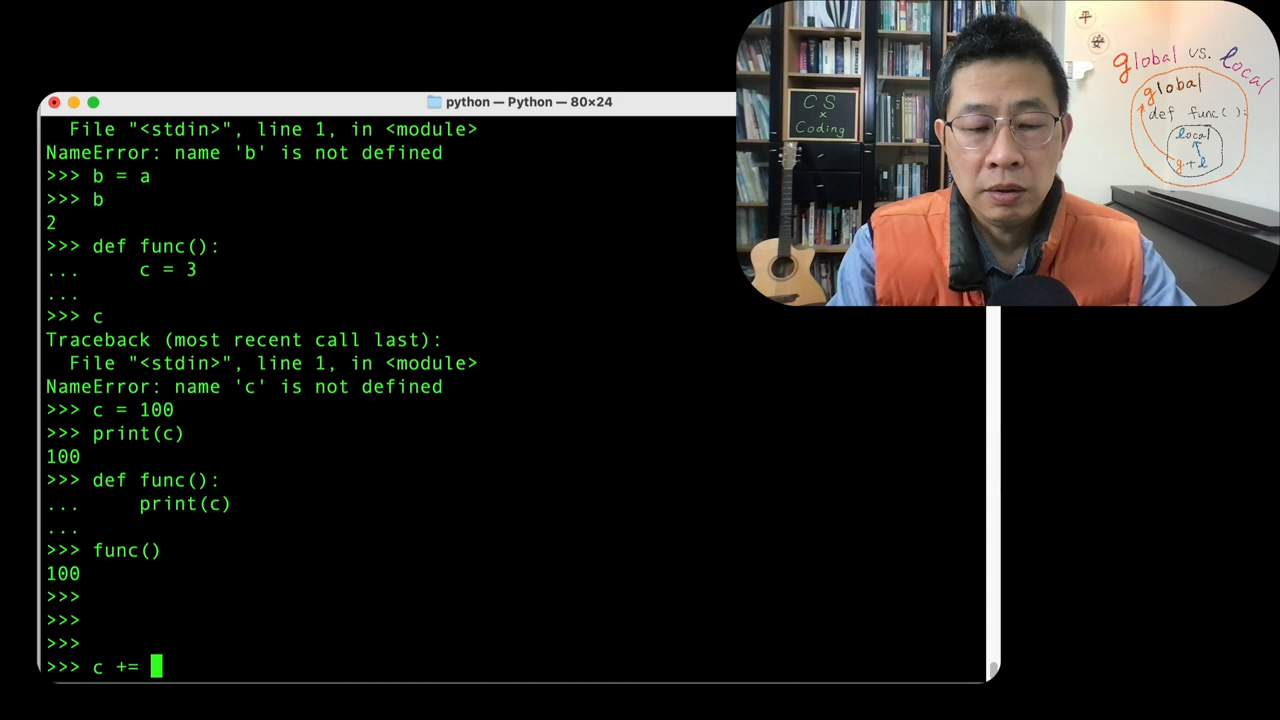 python — Python — 80×24
  File "<stdin>", line 1, in <module>
NameError: name 'b' is not defined
>>> b = a
>>> b
2
>>> def func():
...     c = 3
...
>>> c
Traceback (most recent call last):
  File "<stdin>", line 1, in <module>
NameError: name 'c' is not defined
>>> c = 100
>>> print(c)
100
>>> def func():
...     print(c)
...
>>> func()
100
>>>
>>>
>>>
>>> c +=
CS
×
Coding
平
安
global vs. local
global
def func():
local
g+l